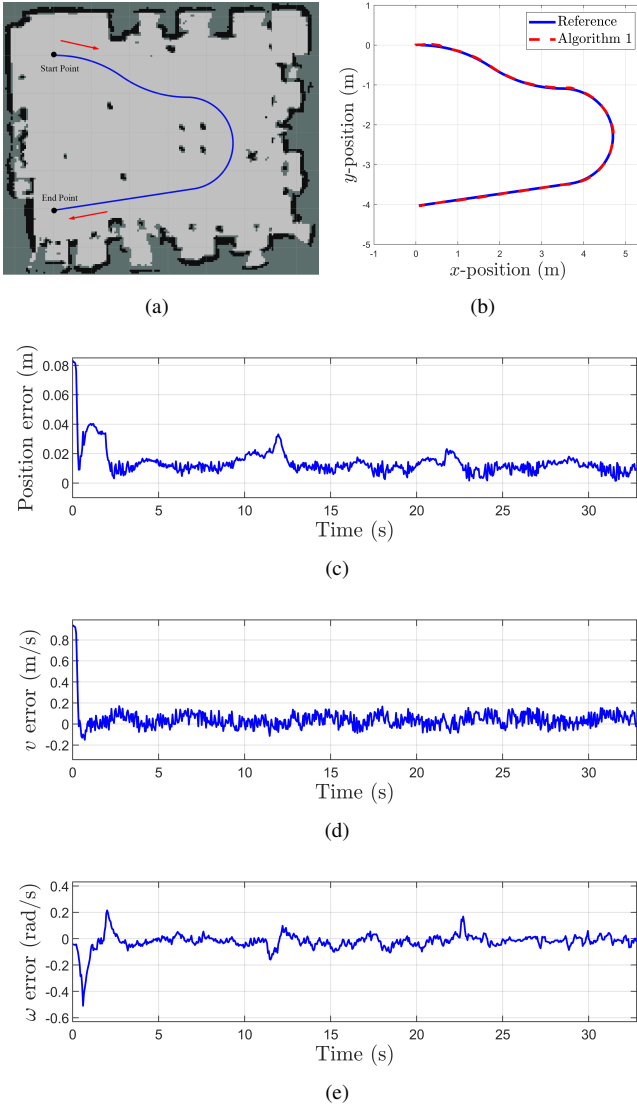 Start Point
End Point
(a)
Reference
Algorithm 1
1
0
-1
-2
-3
-4
-5
y-position (m)
-1 0 1 2 3 4 5
x-position (m)
(b)
0.08
0.06
0.04
0.02
0
Position error (m)
0 5 10 15 20 25 30
Time (s)
(c)
0.8
0.6
0.4
0.2
0
-0.2
v error (m/s)
0 5 10 15 20 25 30
Time (s)
(d)
0.4
0.2
0
-0.2
-0.4
-0.6
ω error (rad/s)
0 5 10 15 20 25 30
Time (s)
(e)